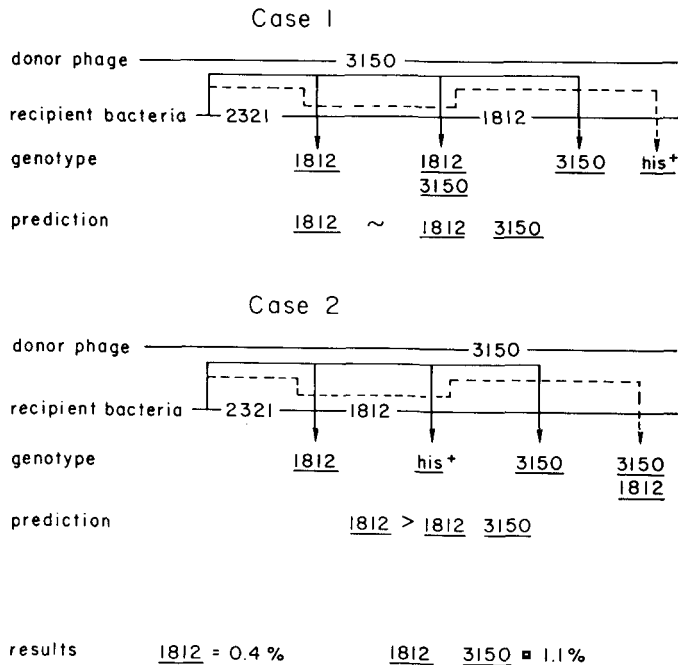 Case 1
donor phage 3150
recipient bacteria 2321 1812
genotype 1812 1812 3150 his+
3150
prediction 1812 ~ 1812 3150
Case 2
donor phage 3150
recipient bacteria 2321 1812
genotype 1812 his+ 3150 3150
1812
prediction 1812 > 1812 3150
results 1812 = 0.4 % 1812 3150 = 1.1 %